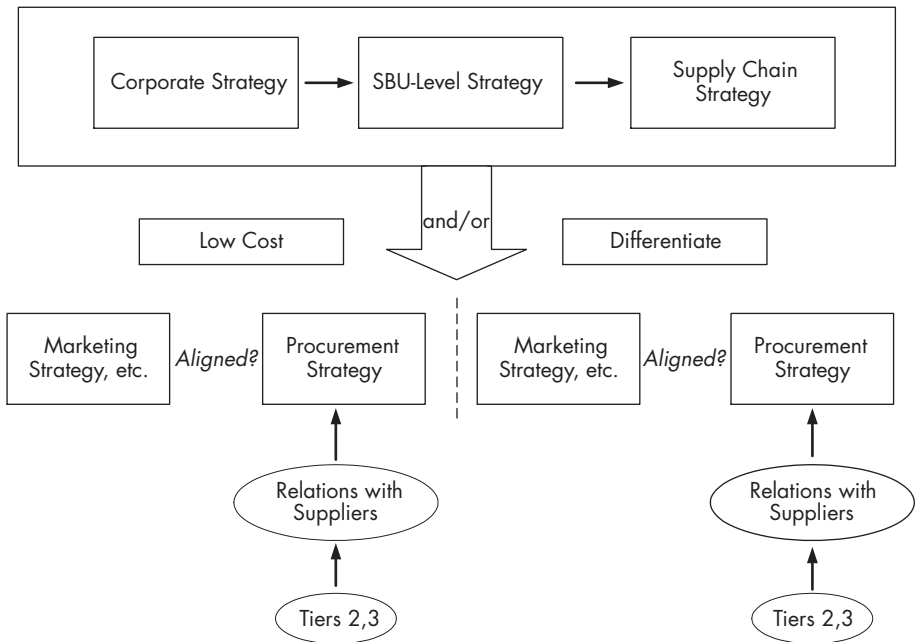 Corporate Strategy
SBU-Level Strategy
Supply Chain
Strategy
and/or
Low Cost
Differentiate
Marketing
Strategy, etc.
Aligned?
Procurement
Strategy
Marketing
Strategy, etc.
Aligned?
Procurement
Strategy
Relations with
Suppliers
Relations with
Suppliers
Tiers 2,3
Tiers 2,3